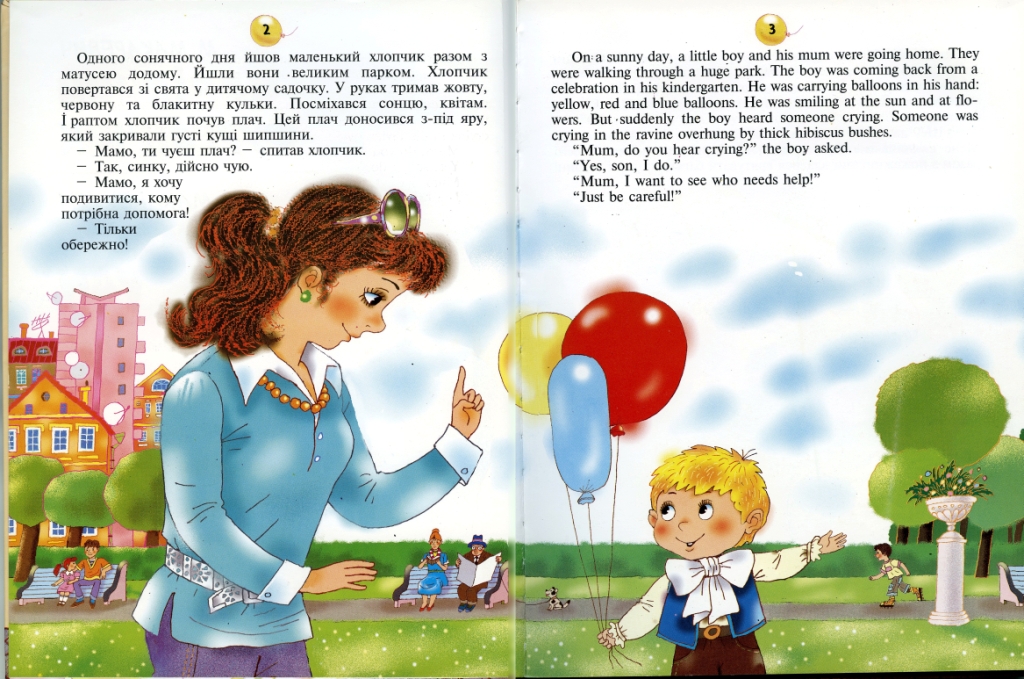 2
Одного сонячного дня йшов маленький хлопчик разом з
матусею додому. Йшли вони великим парком. Хлопчик
повертався зі свята у дитячому садочку. У руках тримав жовту,
червону та блакитну кульки. Посміхався сонцю, квітам.
І раптом хлопчик почув плач. Цей плач доносився з-під яру,
який закривали густі кущі шипшини.
— Мамо, ти чуєш плач? — спитав хлопчик.
— Так, синку, дійсно чую.
— Мамо, я хочу
подивитися, кому
потрібна допомога!
— Тільки
обережно!
3
On a sunny day, a little boy and his mum were going home. They
were walking through a huge park. The boy was coming back from a
celebration in his kindergarten. He was carrying balloons in his hand:
yellow, red and blue balloons. He was smiling at the sun and at flo-
wers. But suddenly the boy heard someone crying. Someone was
crying in the ravine overhung by thick hibiscus bushes.
“Mum, do you hear crying?” the boy asked.
“Yes, son, I do.”
“Mum, I want to see who needs help!”
“Just be careful!”